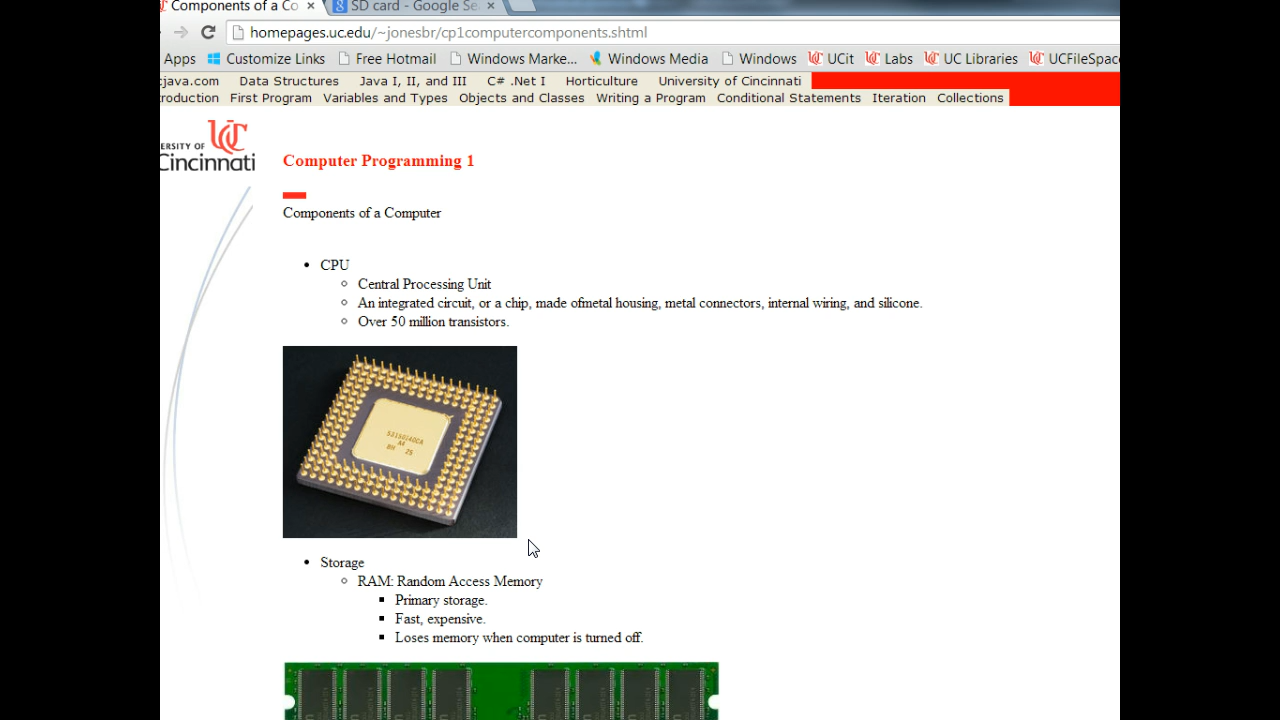 Components of a Co
SD card - Google Se
homepages.uc.edu/~jonesbr/cp1computercomponents.shtml
Apps Customize Links Free Hotmail Windows Marke... Windows Media Windows UCit Labs UC Libraries UCFileSpac
cjava.com Data Structures Java I, II, and III C# .Net I Horticulture University of Cincinnati
roduction First Program Variables and Types Objects and Classes Writing a Program Conditional Statements Iteration Collections
ERSITY OF
Cincinnati
Computer Programming 1
Components of a Computer
CPU
Central Processing Unit
An integrated circuit, or a chip, made ofmetal housing, metal connectors, internal wiring, and silicone.
Over 50 million transistors.
Storage
RAM: Random Access Memory
Primary storage.
Fast, expensive.
Loses memory when computer is turned off.